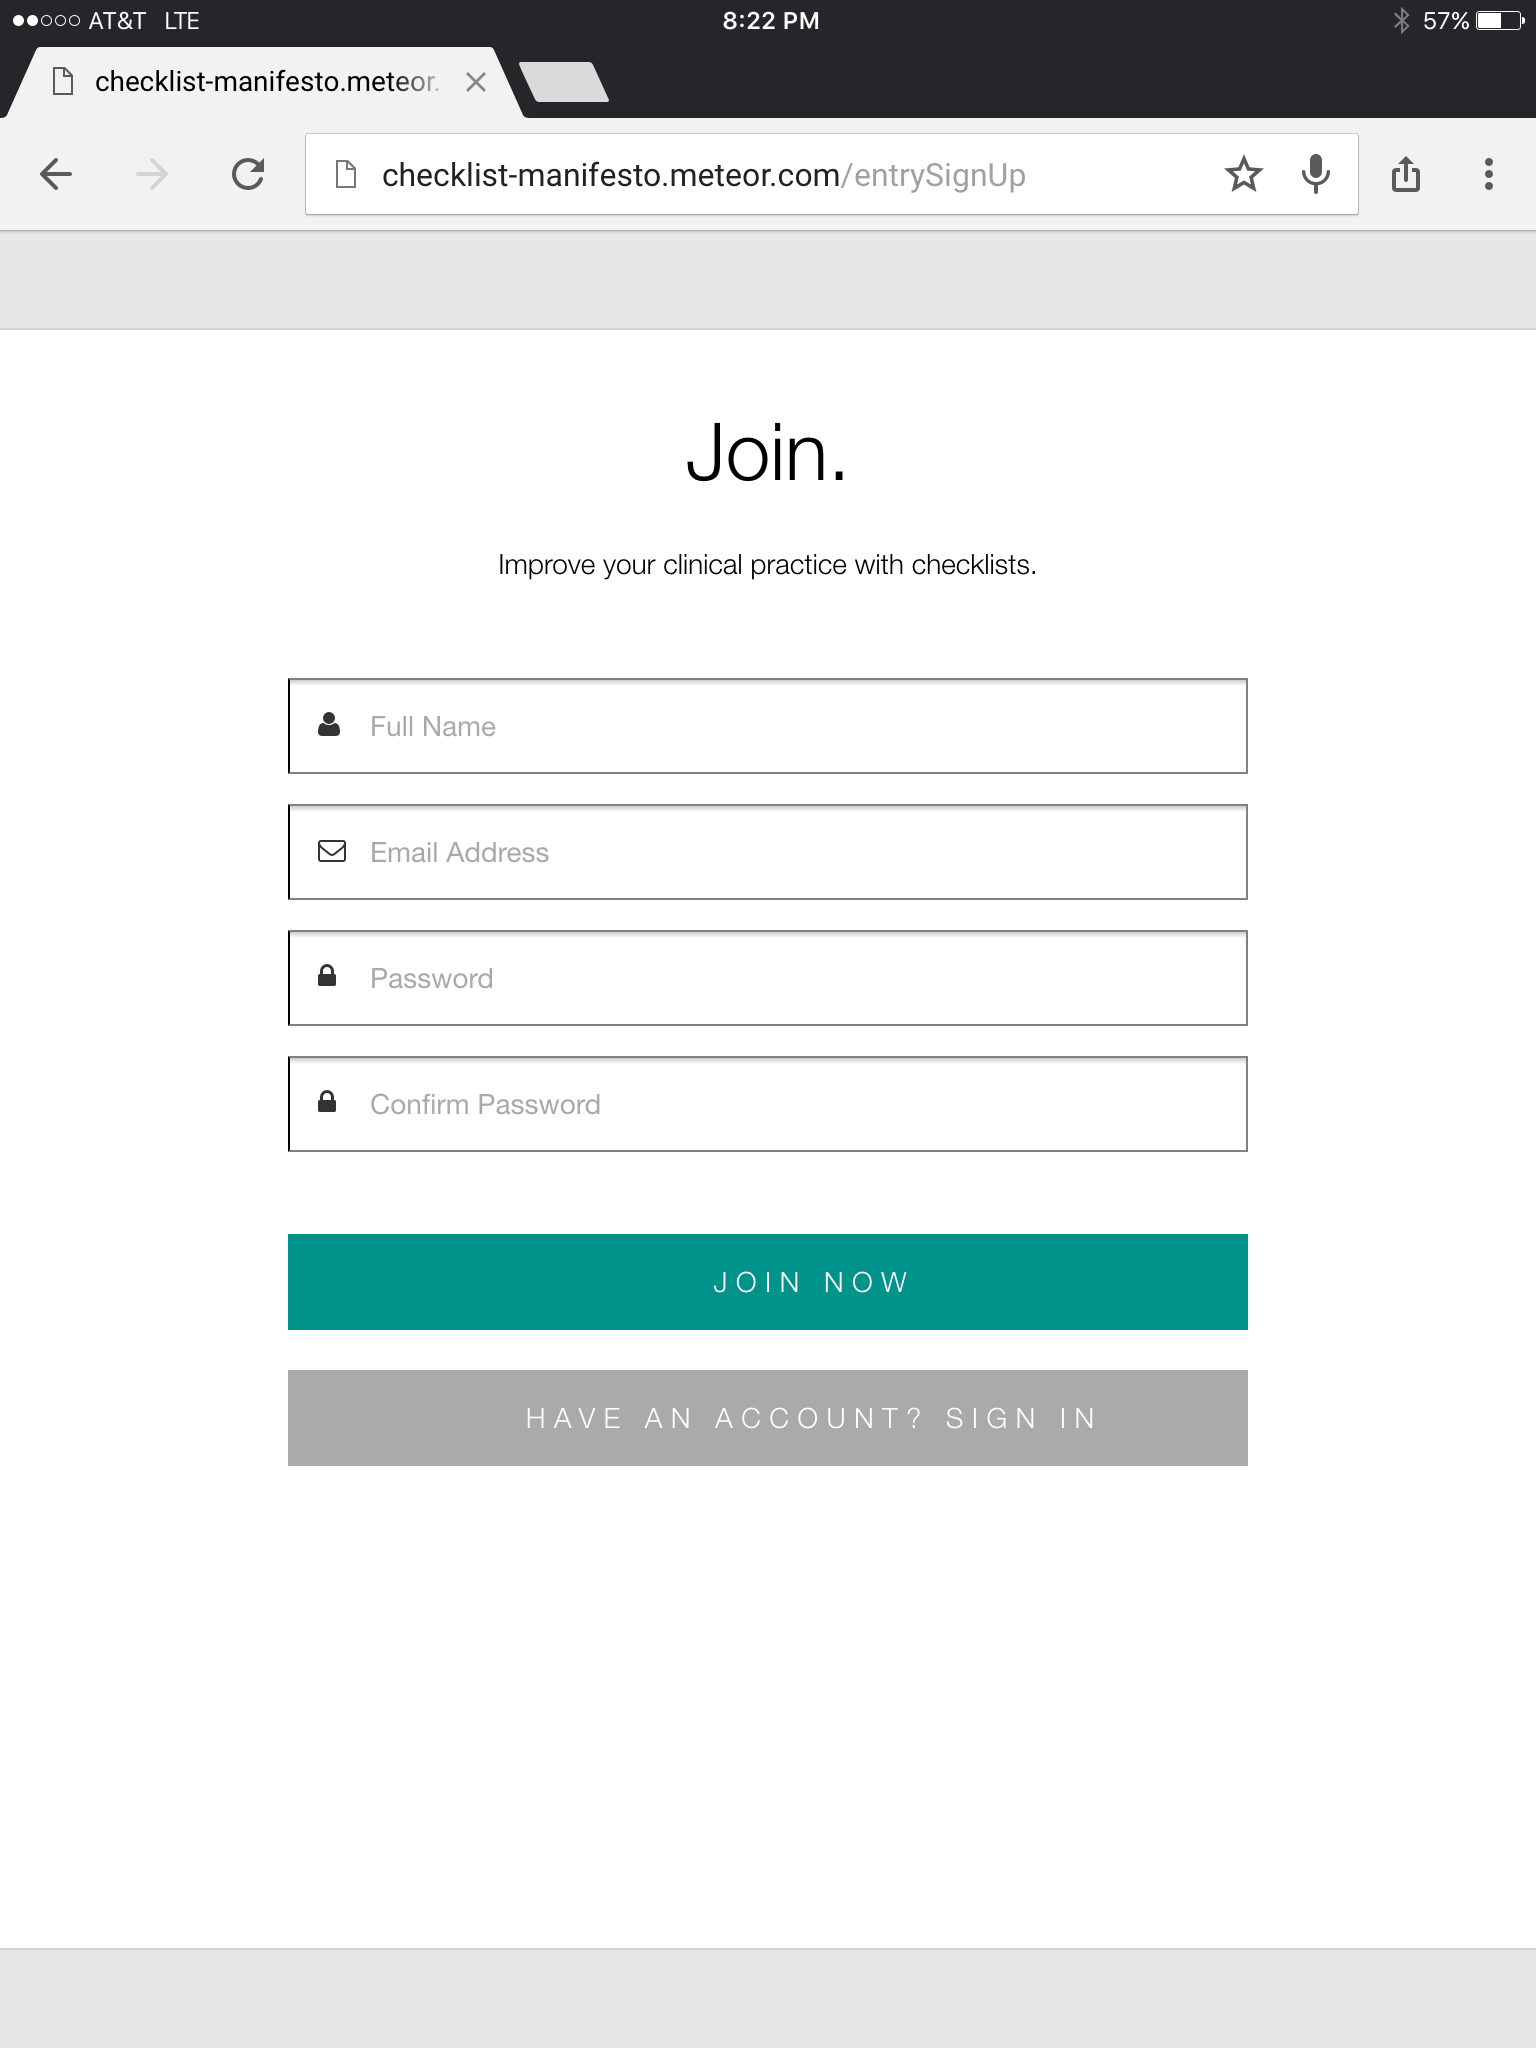 AT&T LTE 8:22 PM 57%
checklist-manifesto.meteor.
checklist-manifesto.meteor.com/entrySignUp
Join.
Improve your clinical practice with checklists.
Full Name
Email Address
Password
Confirm Password
JOIN NOW
HAVE AN ACCOUNT? SIGN IN